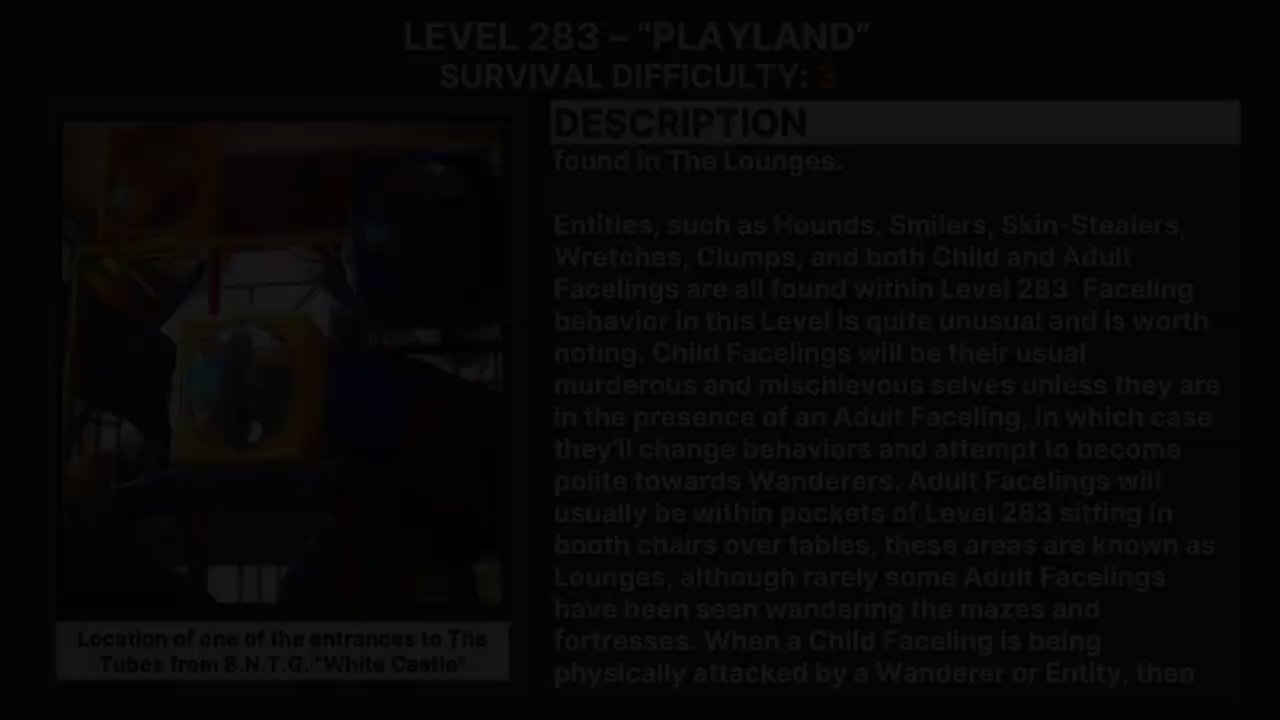 LEVEL 283 – "PLAYLAND”
SURVIVAL DIFFICULTY: 3
DESCRIPTION
found in The Lounges.
Entities, such as Hounds, Smilers, Skin-Stealers,
Wretches, Clumps, and both Child and Adult
Facelings are all found within Level 283 Faceling
behavior in this Level is quite unusual and is worth
noting. Child Facelings will be their usual
murderous and mischievous selves unless they are
in the presence of an Adult Faceling, in which case
they'll change behaviors and attempt to become
polite towards Wanderers. Adult Facelings will
usually be within pockets of Level 283 sitting in
booth chairs over tables, these areas are known as
Lounges, although rarely some Adult Facelings
have been seen wandering the mazes and
fortresses. When a Child Faceling is being
physically attacked by a Wanderer or Entity, then
Location of one of the entrances to The
Tubes from B.N.T.G. "White Castle"